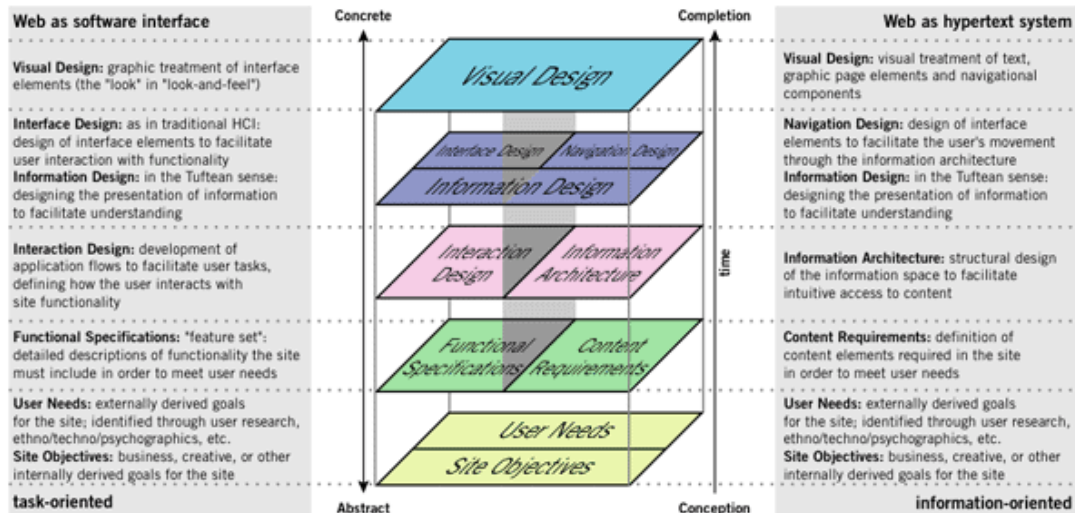 Web as software interface
Visual Design: graphic treatment of interface
elements (the "look" in "look-and-feel")
Interface Design: as in traditional HCI:
design of interface elements to facilitate
user interaction with functionality
Information Design: in the Tuftean sense:
designing the presentation of information
to facilitate understanding
Interaction Design: development of
application flows to facilitate user tasks,
defining how the user interacts with
site functionality
Functional Specifications: "feature set":
detailed descriptions of functionality the site
must include in order to meet user needs
User Needs: externally derived goals
for the site; identified through user research,
ethno/techno/psychographics, etc.
Site Objectives: business, creative, or other
internally derived goals for the site
task-oriented
Concrete
Completion
Visual Design
Interface Design
Navigation Design
Information Design
Interaction
Design
Information
Architecture
Functional
Specifications
Content
Requirements
User Needs
Site Objectives
time
Abstract
Conception
Web as hypertext system
Visual Design: visual treatment of text,
graphic page elements and navigational
components
Navigation Design: design of interface
elements to facilitate the user's movement
through the information architecture
Information Design: in the Tuftean sense:
designing the presentation of information
to facilitate understanding
Information Architecture: structural design
of the information space to facilitate
intuitive access to content
Content Requirements: definition of
content elements required in the site
in order to meet user needs
User Needs: externally derived goals
for the site; identified through user research,
ethno/techno/psychographics, etc.
Site Objectives: business, creative, or other
internally derived goals for the site
information-oriented